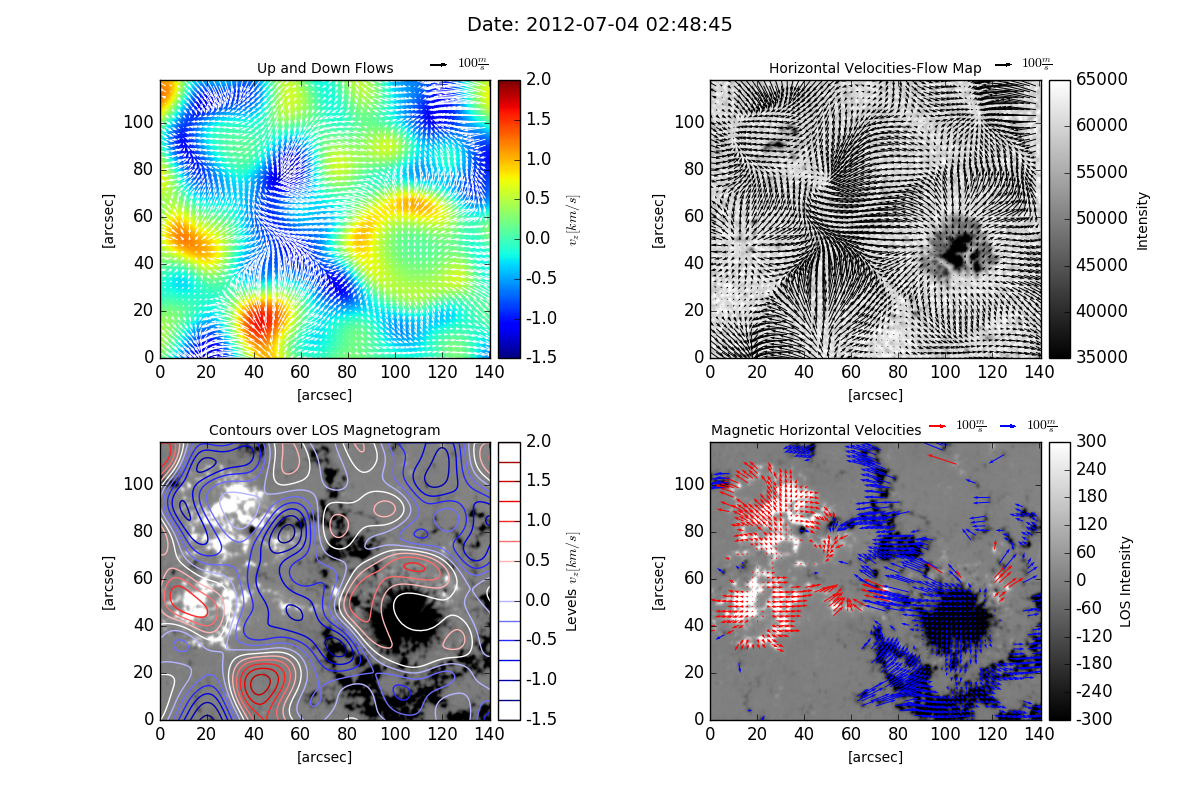 Date: 2012-07-04 02:48:45
Up and Down Flows
100 m/s
100
80
60
40
20
0
[arcsec]
0 20 40 60 80 100 120 140
[arcsec]
2.0
1.5
1.0
0.5
0.0
-0.5
-1.0
-1.5
v_z[km/s]
Horizontal Velocities-Flow Map
100 m/s
100
80
60
40
20
0
[arcsec]
0 20 40 60 80 100 120 140
[arcsec]
65000
60000
55000
50000
45000
40000
35000
Intensity
Contours over LOS Magnetogram
100
80
60
40
20
0
[arcsec]
0 20 40 60 80 100 120 140
[arcsec]
2.0
1.5
1.0
0.5
0.0
-0.5
-1.0
-1.5
Levels v_z[km/s]
Magnetic Horizontal Velocities
100 m/s 100 m/s
100
80
60
40
20
0
[arcsec]
0 20 40 60 80 100 120 140
[arcsec]
300
240
180
120
60
0
-60
-120
-180
-240
-300
LOS Intensity